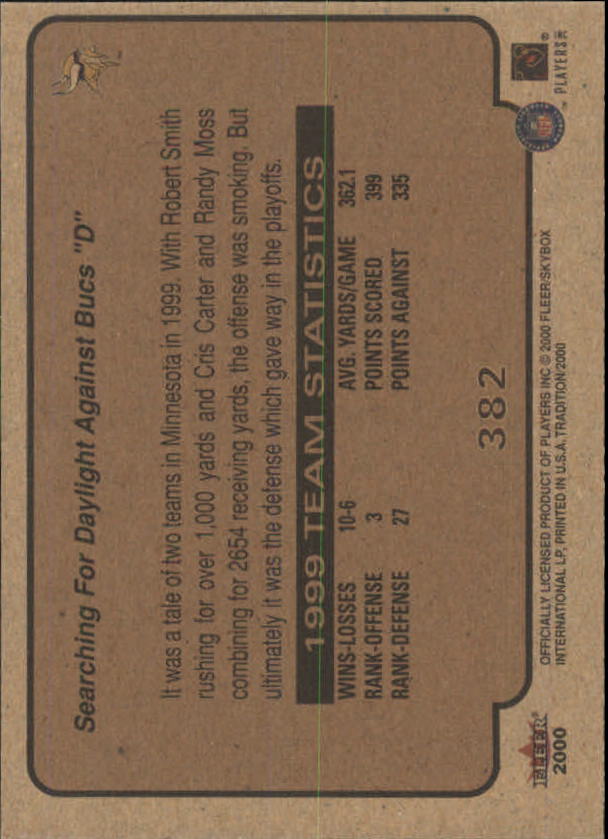 Searching For Daylight Against Bucs "D"
It was a tale of two teams in Minnesota in 1999. With Robert Smith
rushing for over 1,000 yards and Cris Carter and Randy Moss
combining for 2654 receiving yards, the offense was smoking. But
ultimately it was the defense which gave way in the playoffs.
1999 TEAM STATISTICS
WINS-LOSSES 10-6 AVG. YARDS/GAME 362.1
RANK-OFFENSE 3 POINTS SCORED 399
RANK-DEFENSE 27 POINTS AGAINST 335
382
FLEER®
2000
OFFICIALLY LICENSED PRODUCT OF PLAYERS INC © 2000 FLEER/SKYBOX
INTERNATIONAL LP, PRINTED IN U.S.A. TRADITION/2000
NFL
™
®
PLAYERS INC